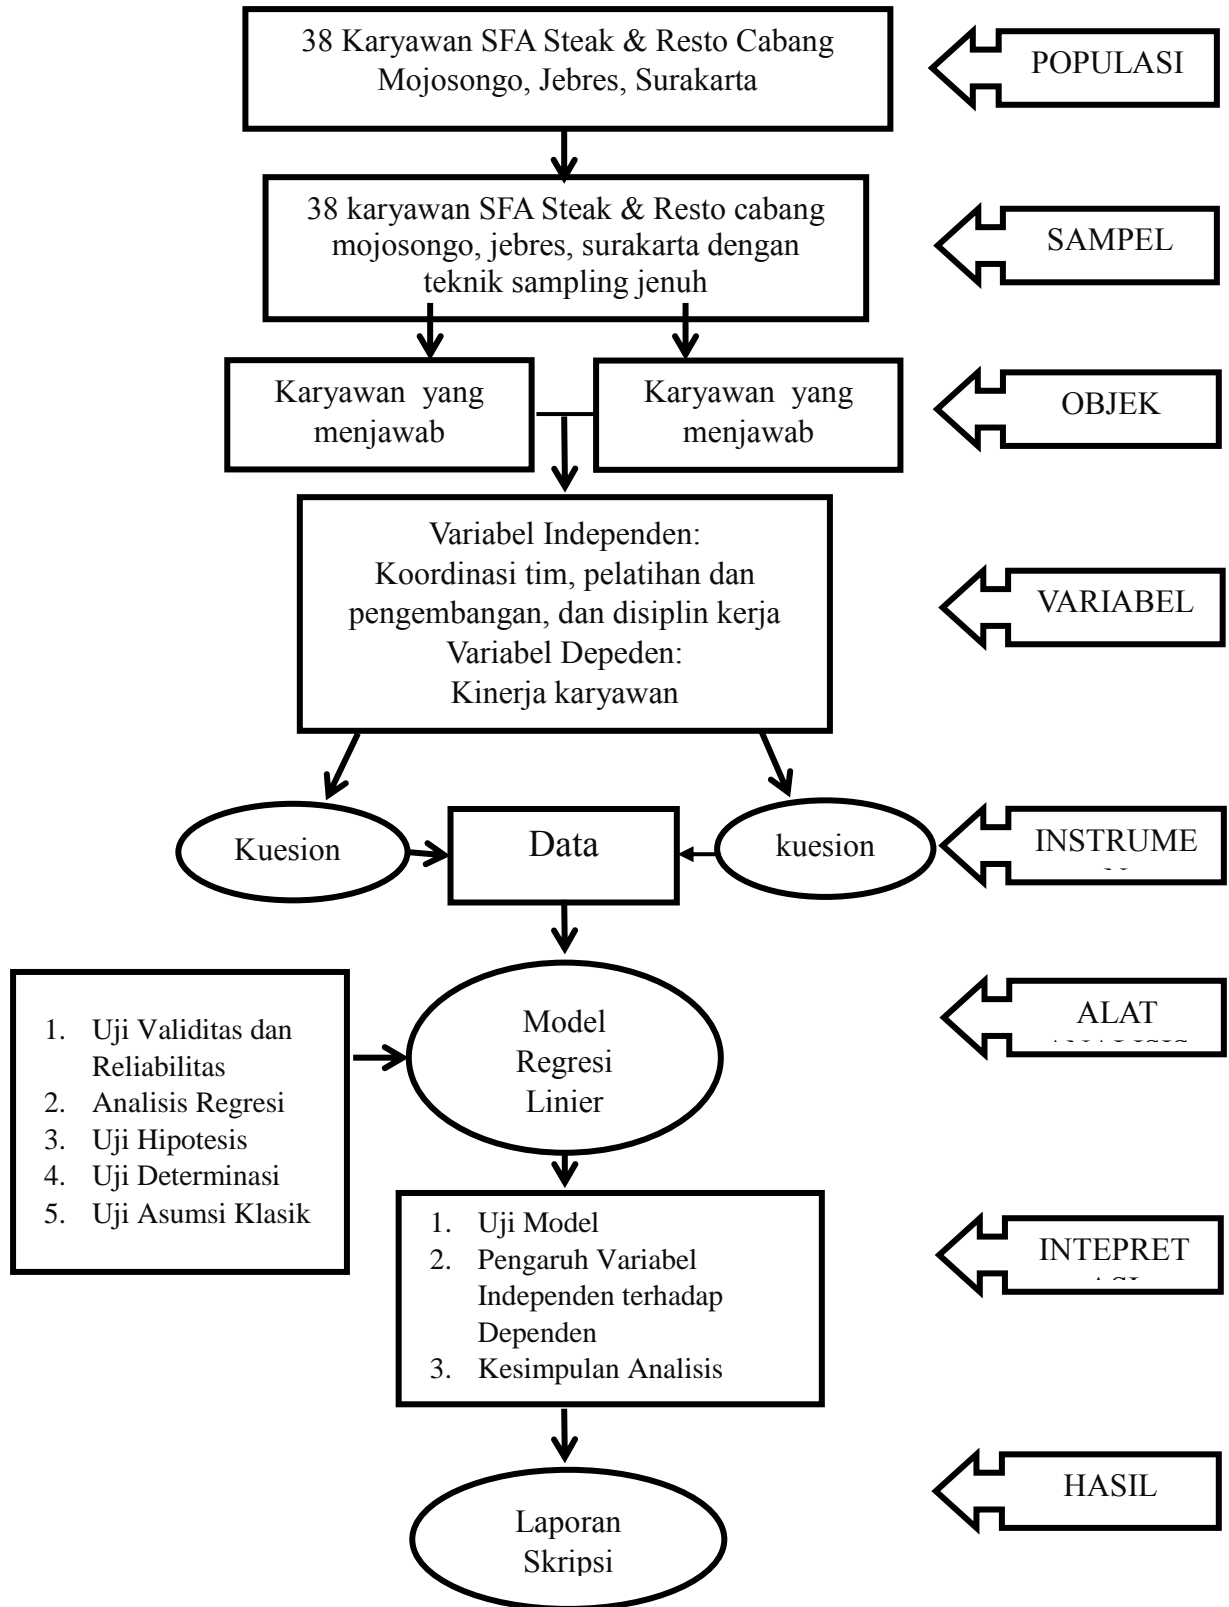 38 Karyawan SFA Steak & Resto Cabang
Mojosongo, Jebres, Surakarta
POPULASI
38 karyawan SFA Steak & Resto cabang
mojosongo, jebres, surakarta dengan
teknik sampling jenuh
SAMPEL
Karyawan yang
menjawab
Karyawan yang
menjawab
OBJEK
Variabel Independen:
Koordinasi tim, pelatihan dan
pengembangan, dan disiplin kerja
Variabel Depeden:
Kinerja karyawan
VARIABEL
Kuesion
Data
kuesion
INSTRUME
1. Uji Validitas dan
Reliabilitas
2. Analisis Regresi
3. Uji Hipotesis
4. Uji Determinasi
5. Uji Asumsi Klasik
Model
Regresi
Linier
ALAT
1. Uji Model
2. Pengaruh Variabel
Independen terhadap
Dependen
3. Kesimpulan Analisis
INTEPRET
Laporan
Skripsi
HASIL